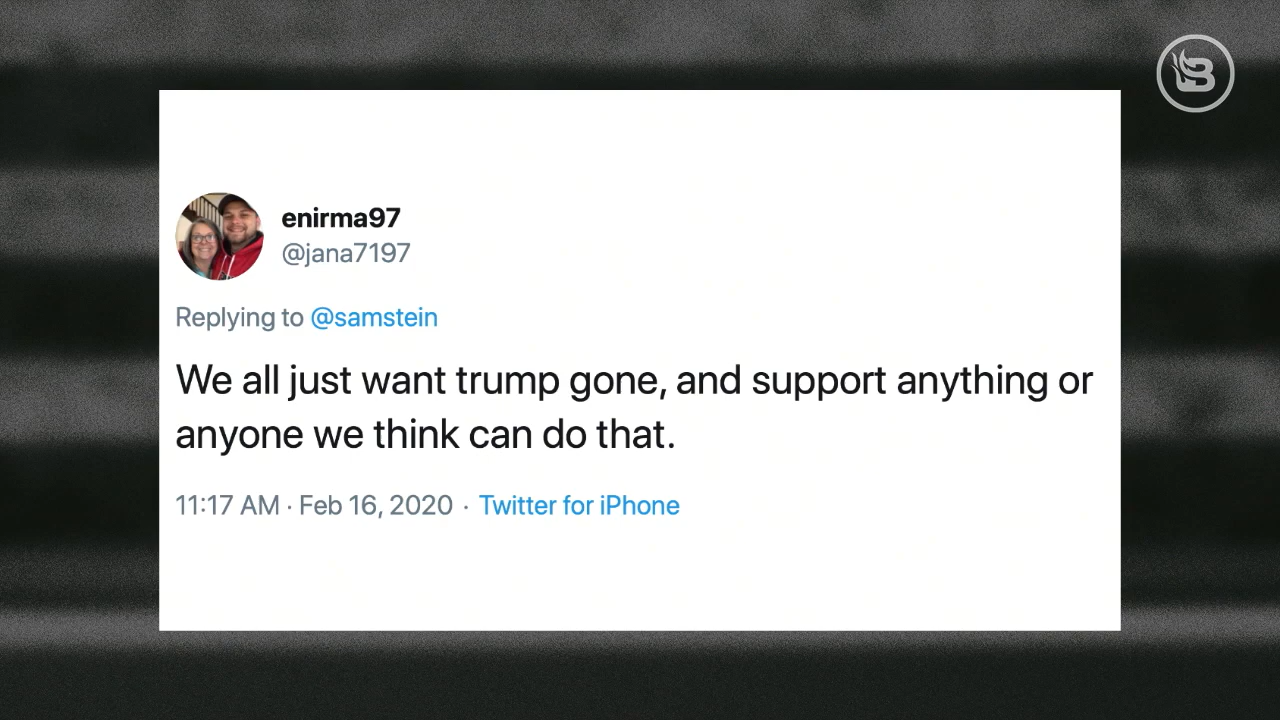 enirma97
@jana7197
Replying to @samstein
We all just want trump gone, and support anything or
anyone we think can do that.
11:17 AM · Feb 16, 2020 · Twitter for iPhone
B